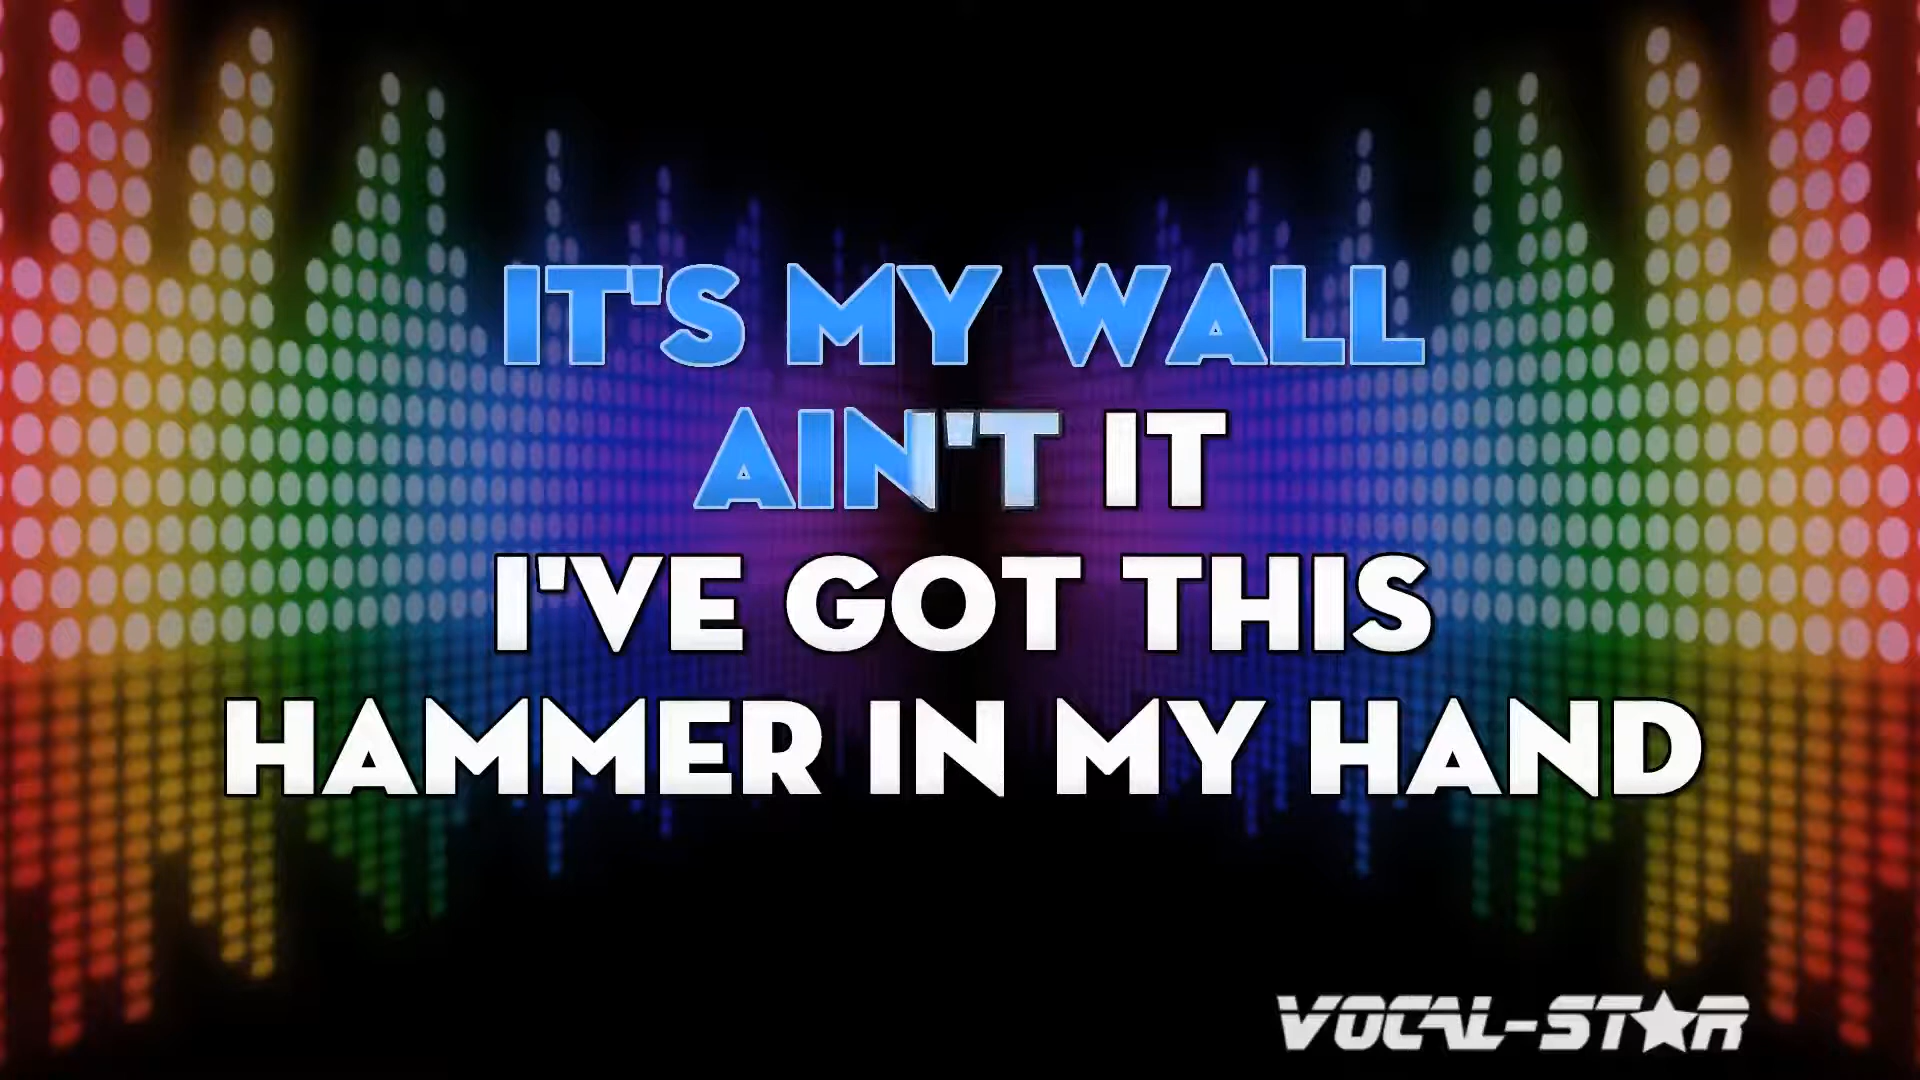 IT'S MY WALL
AIN'T IT
I'VE GOT THIS
HAMMER IN MY HAND
VOCAL-STAR